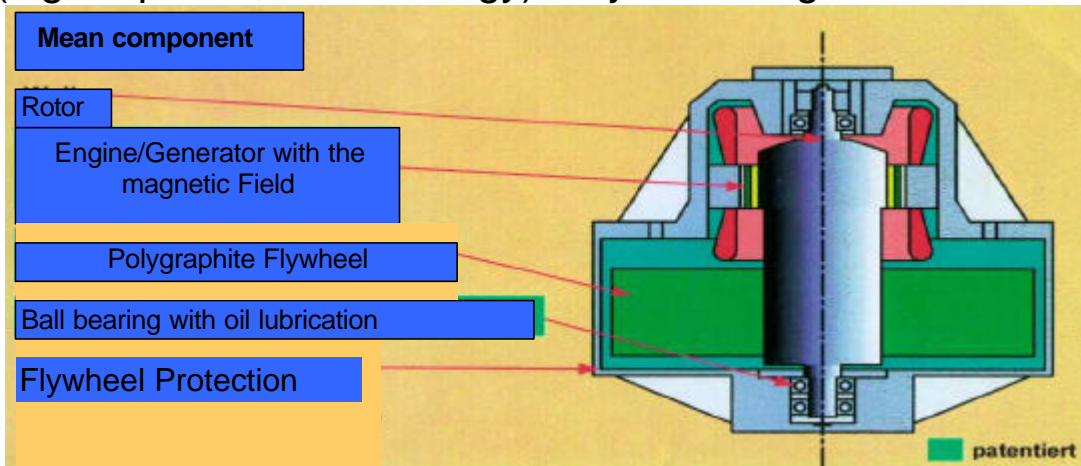 Mean component
Rotor
Engine/Generator with the
magnetic Field
Polygraphite Flywheel
Ball bearing with oil lubrication
Flywheel Protection
patentiert